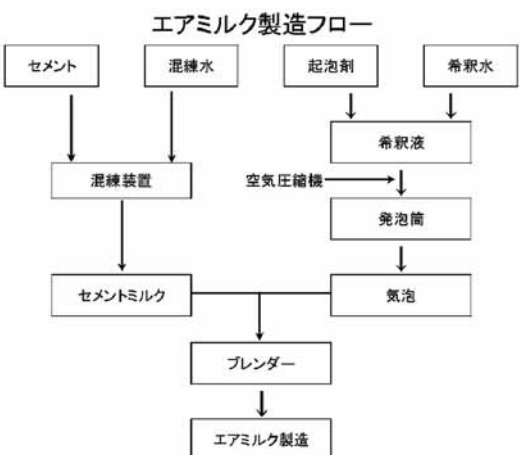 エアミルク製造フロー
セメント
混練水
起泡剤
希釈水
希釈液
混練装置
空気圧縮機
発泡筒
セメントミルク
気泡
ブレンダー
エアミルク製造